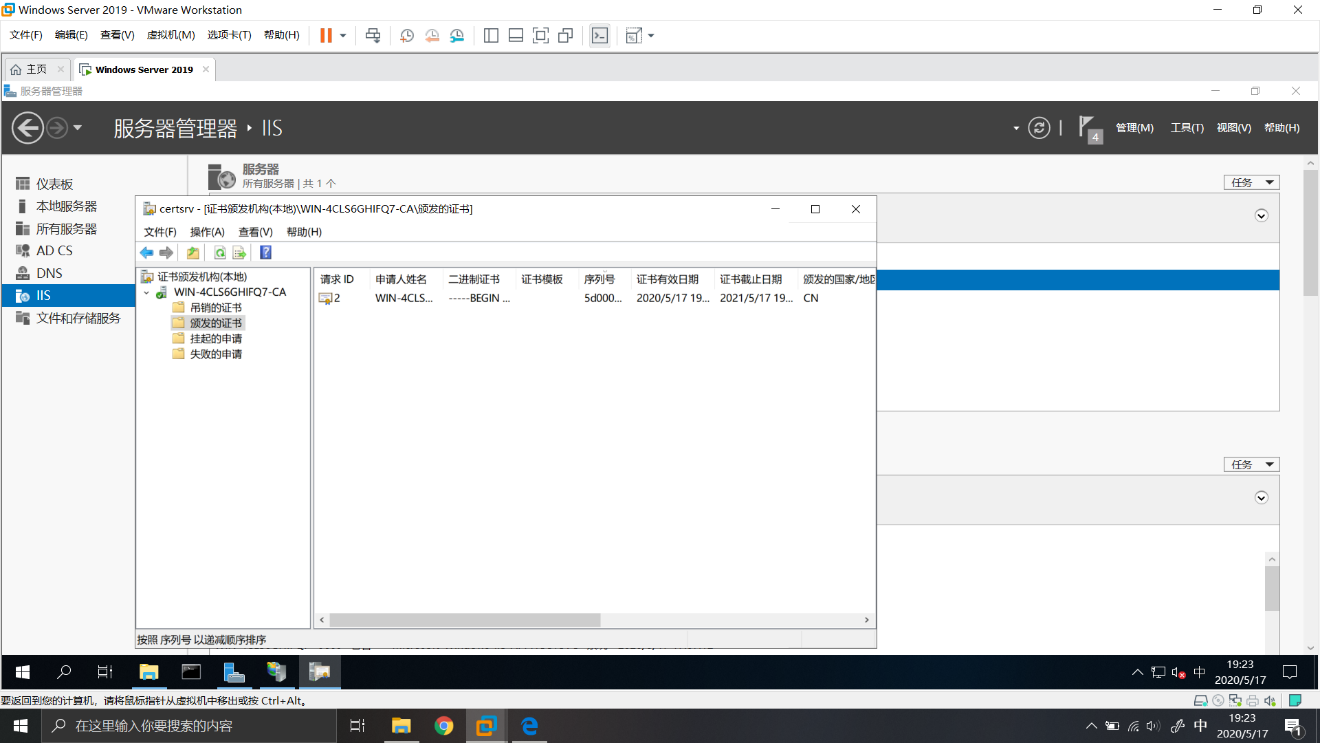 Windows Server 2019 - VMware Workstation
文件(F) 编辑(E) 查看(V) 虚拟机(M) 选项卡(T) 帮助(H)
主页 Windows Server 2019
服务器管理器
服务器管理器 IIS
4 管理(M) 工具(T) 视图(V) 帮助(H)
仪表板
本地服务器
所有服务器
AD CS
DNS
IIS
文件和存储服务
服务器
所有服务器 | 共 1 个
任务
certsrv - [证书颁发机构(本地)\WIN-4CLS6GHIFQ7-CA\颁发的证书]
文件(F) 操作(A) 查看(V) 帮助(H)
证书颁发机构(本地)
WIN-4CLS6GHIFQ7-CA
吊销的证书
颁发的证书
挂起的申请
失败的申请
请求 ID 申请人姓名 二进制证书 证书模板 序列号 证书有效日期 证书截止日期 颁发的国家/地区
2 WIN-4CLS... -----BEGIN ... 5d000... 2020/5/17 19... 2021/5/17 19... CN
任务
按照 序列号 以递减顺序排序
中 19:23
2020/5/17
要返回到您的计算机，请将鼠标指针从虚拟机中移出或按 Ctrl+Alt。
在这里输入你要搜索的内容
中 19:23
2020/5/17
1